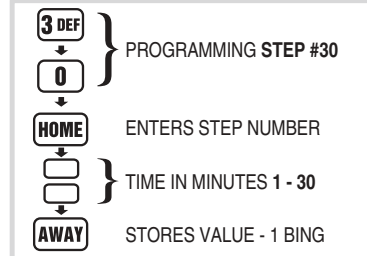 3 DEF
PROGRAMMING STEP #30
0
HOME ENTERS STEP NUMBER
TIME IN MINUTES 1 - 30
AWAY STORES VALUE - 1 BING